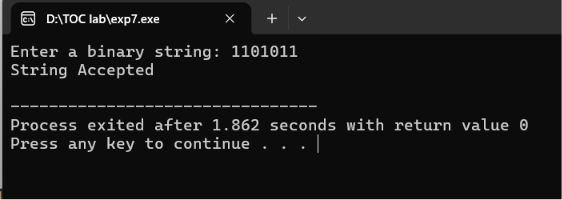 D:\TOC lab\exp7.exe
Enter a binary string: 1101011
String Accepted
--------------------------------
Process exited after 1.862 seconds with return value 0
Press any key to continue . . .